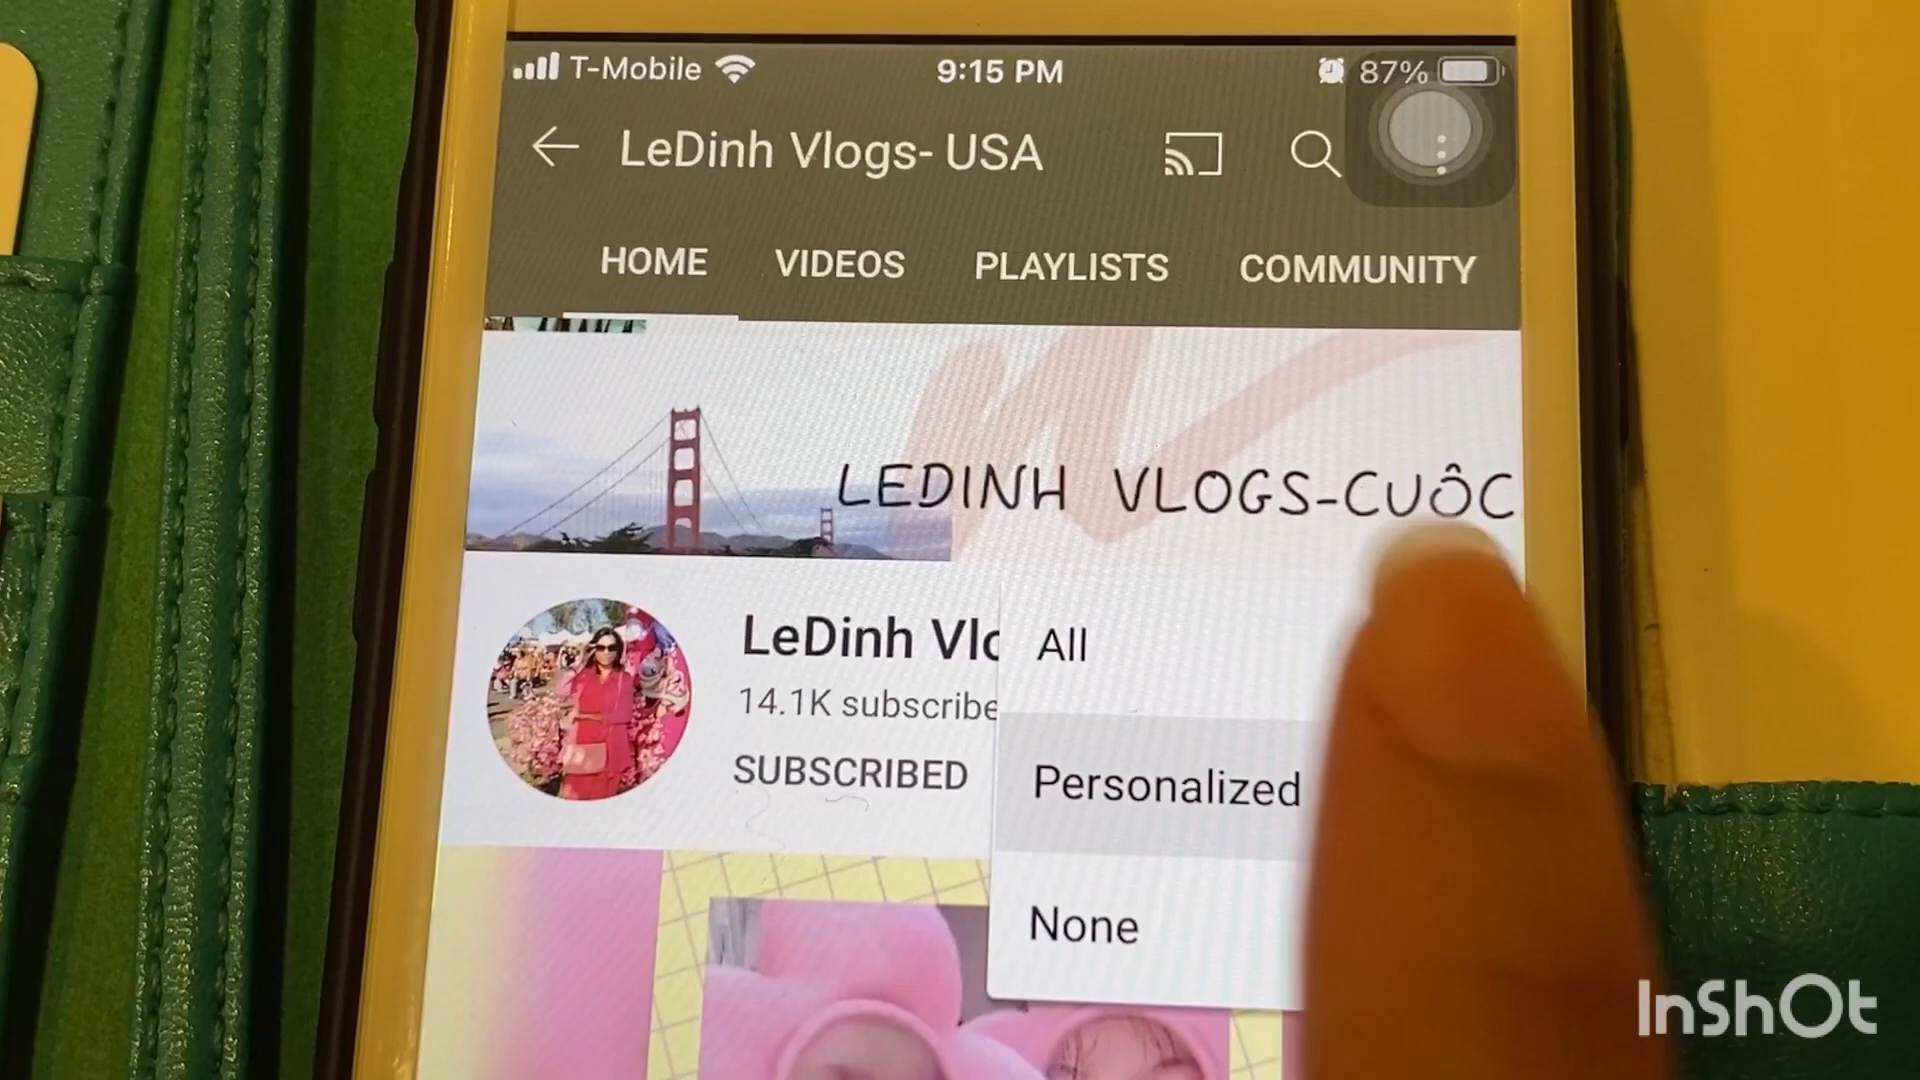 T-Mobile 9:15 PM 87%
LeDinh Vlogs- USA
HOME VIDEOS PLAYLISTS COMMUNITY
LEDINH VLOGS-CUÔC
LeDinh Vlc
14.1K subscribe
SUBSCRIBED
All
Personalized
None
InShOt